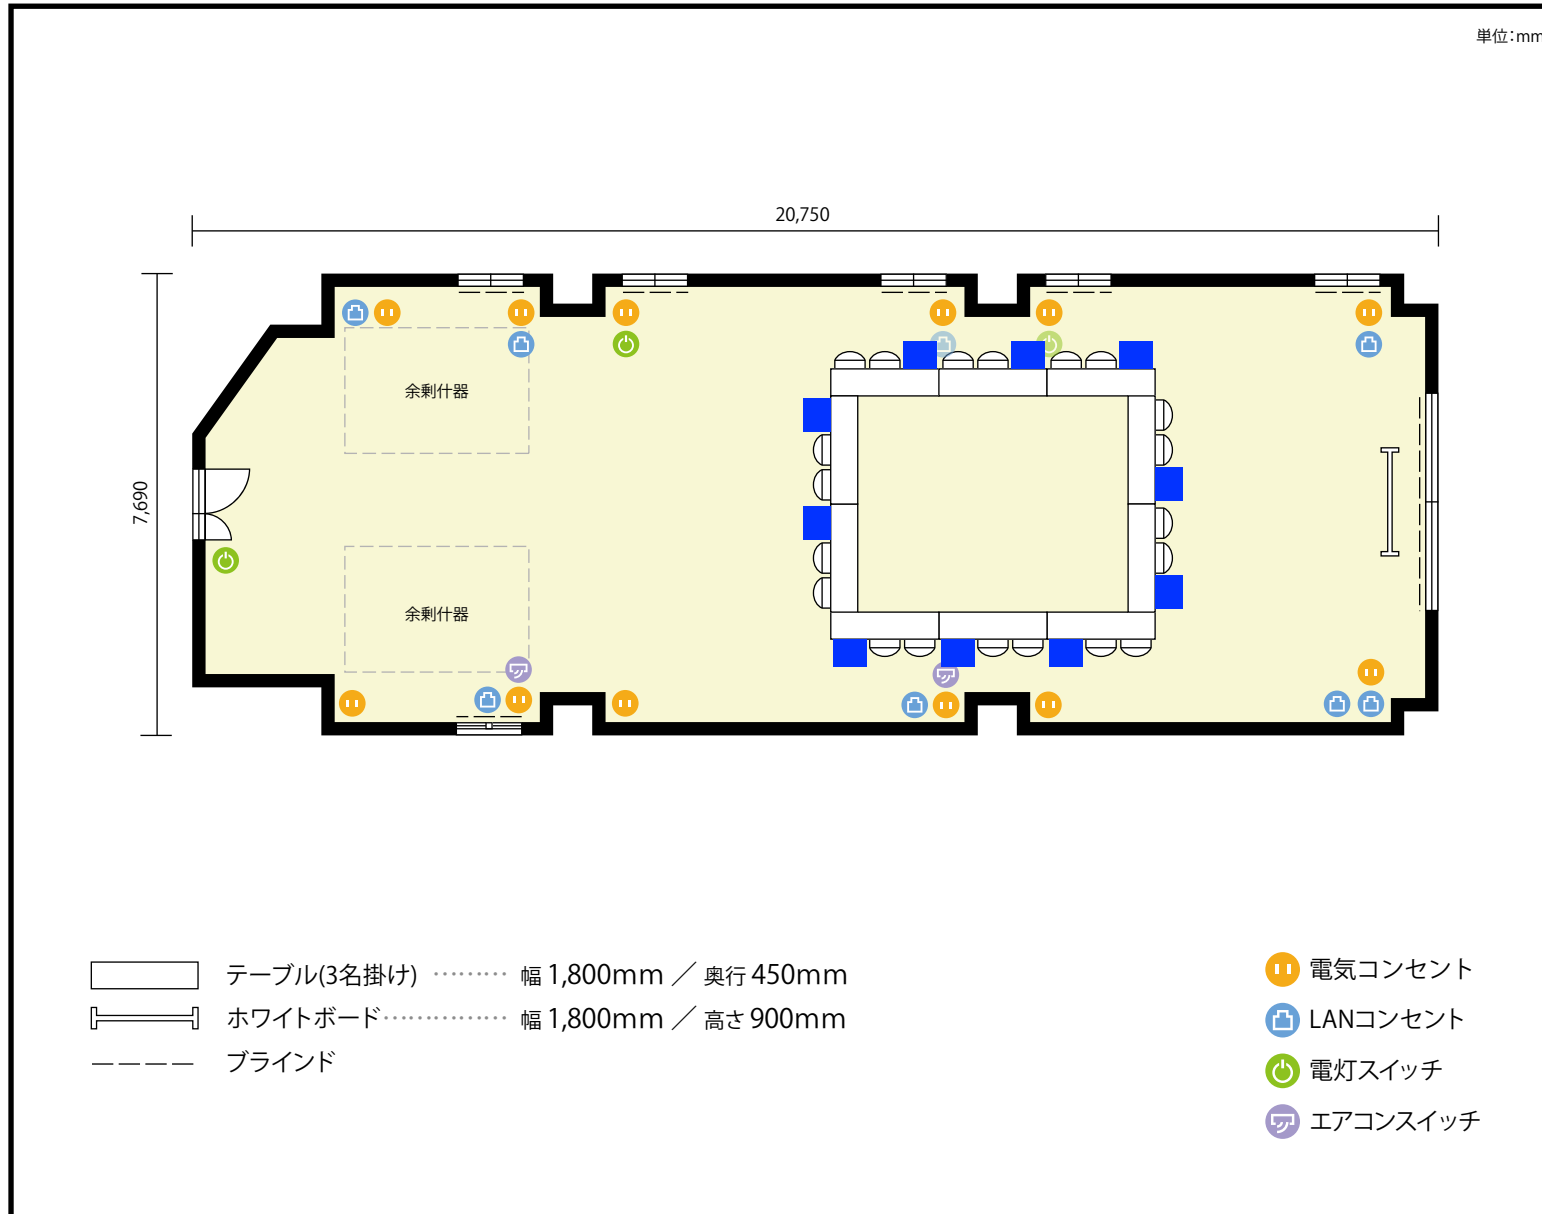 単位：mm
20,750
7,690
余剰什器
余剰什器
テーブル(3名掛け) ……… 幅 1,800mm ／ 奥行 450mm
ホワイトボード …………… 幅 1,800mm ／ 高さ 900mm
ブラインド
電気コンセント
LANコンセント
電灯スイッチ
エアコンスイッチ